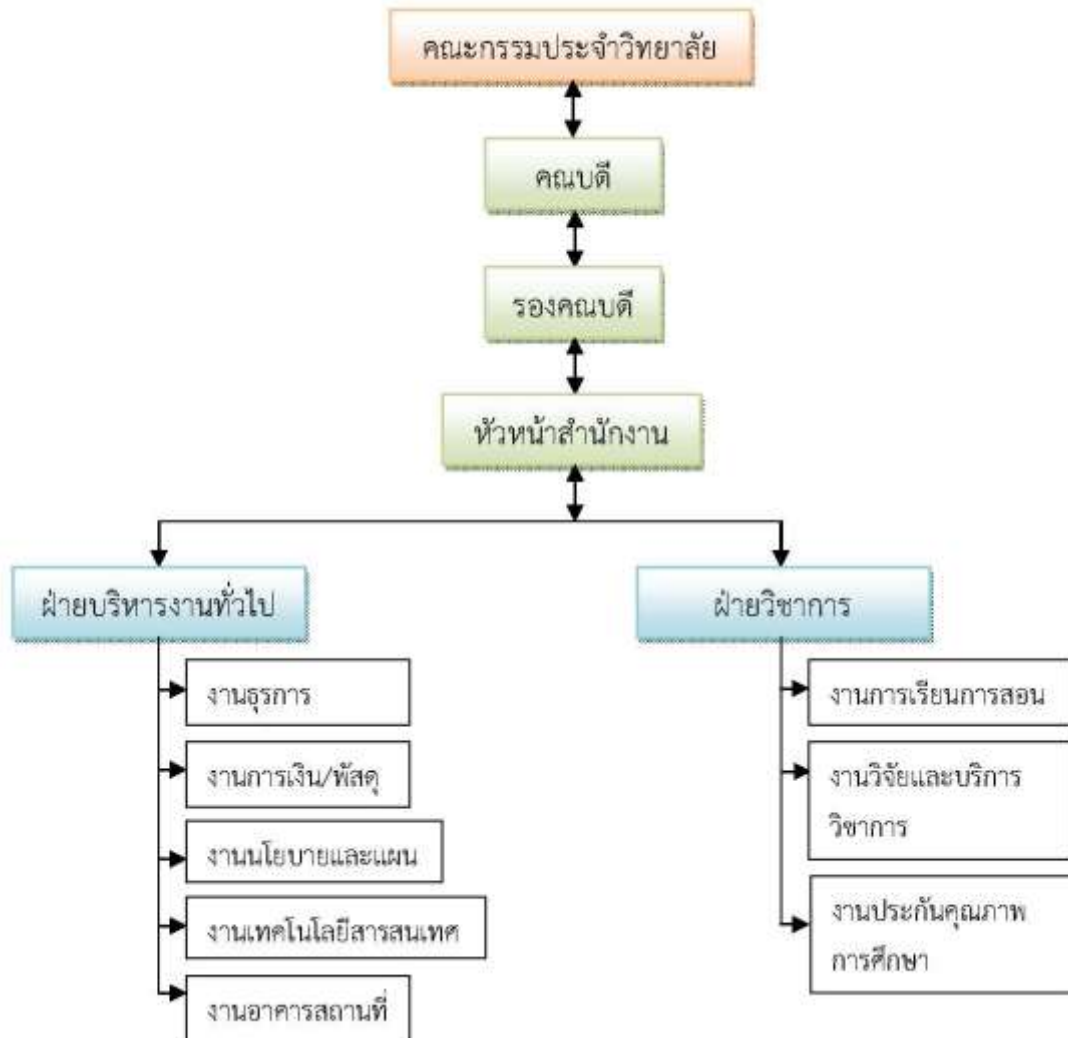 คณะกรรมประจำวิทยาลัย
คณบดี
รองคณบดี
หัวหน้าสำนักงาน
ฝ่ายบริหารงานทั่วไป
งานธุรการ
งานการเงิน/พัสดุ
งานนโยบายและแผน
งานเทคโนโลยีสารสนเทศ
งานอาคารสถานที่
ฝ่ายวิชาการ
งานการเรียนการสอน
งานวิจัยและบริการ
วิชาการ
งานประกันคุณภาพ
การศึกษา